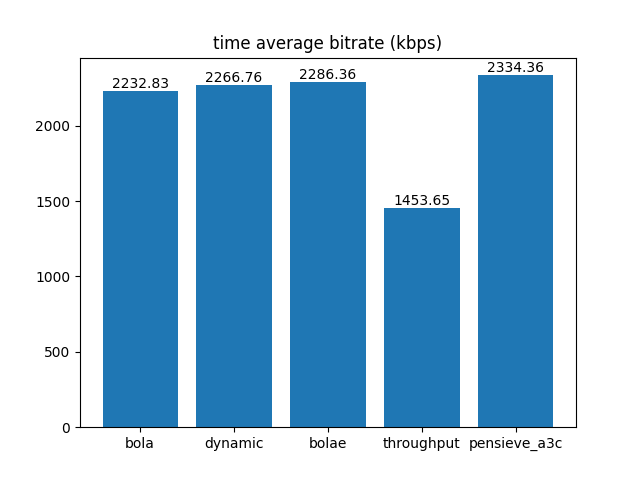 time average bitrate (kbps)
2232.83
2266.76
2286.36
1453.65
2334.36
2000
1500
1000
500
0
bola
dynamic
bolae
throughput
pensieve_a3c